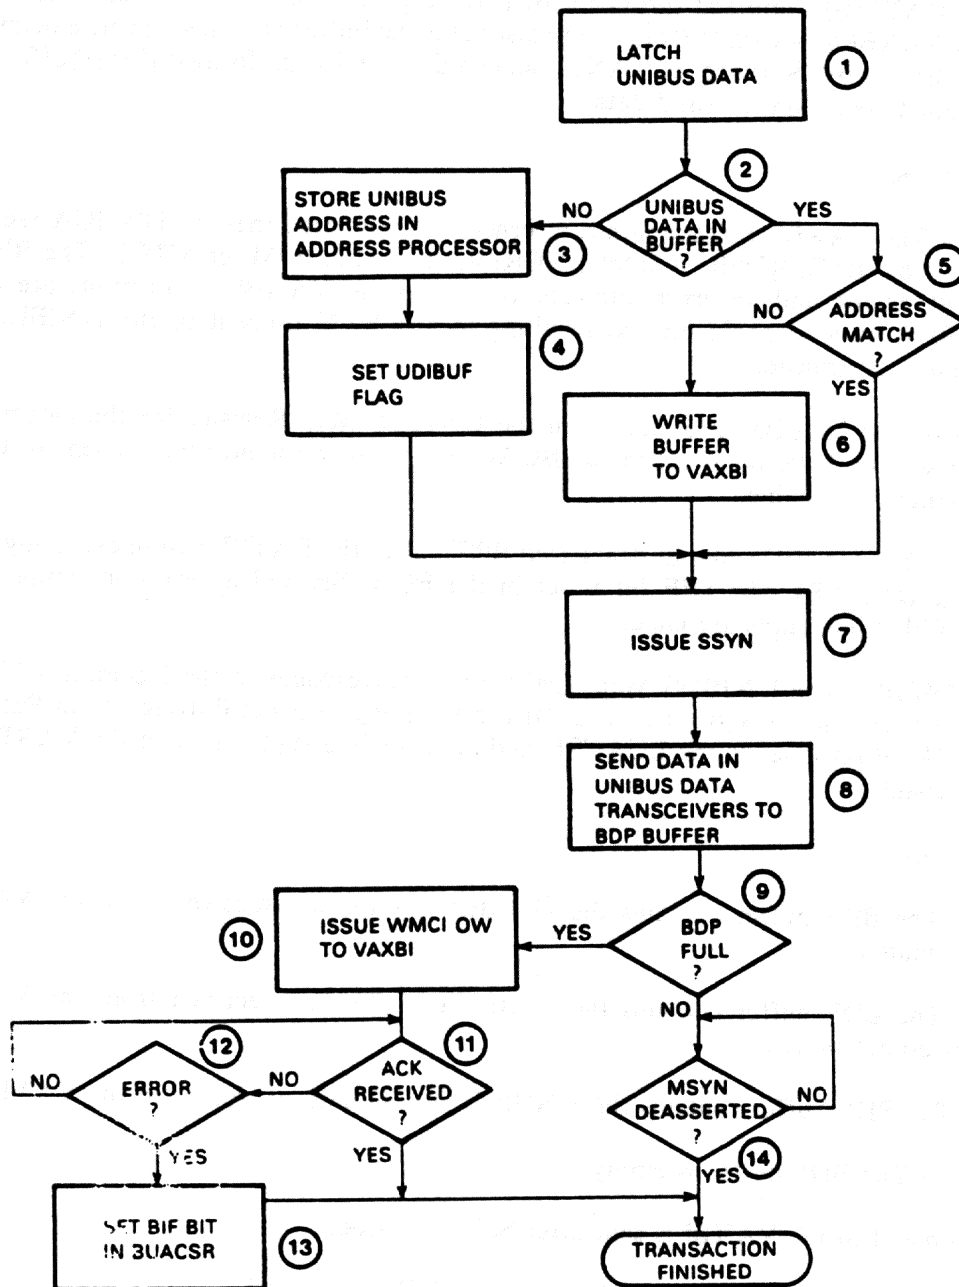 LATCH
UNIBUS DATA
1
2
UNIBUS
DATA IN
BUFFER
?
NO
YES
STORE UNIBUS
ADDRESS IN
ADDRESS PROCESSOR
3
5
ADDRESS
MATCH
?
NO
YES
SET UDIBUF
FLAG
4
WRITE
BUFFER
TO VAXBI
6
ISSUE SSYN
7
SEND DATA IN
UNIBUS DATA
TRANSCEIVERS TO
BDP BUFFER
8
9
BDP
FULL
?
YES
NO
10
ISSUE WMCI OW
TO VAXBI
11
ACK
RECEIVED
?
NO
YES
12
ERROR
?
NO
YES
MSYN
DEASSERTED
?
NO
YES
14
SET BIF BIT
IN 3UACSR
13
TRANSACTION
FINISHED